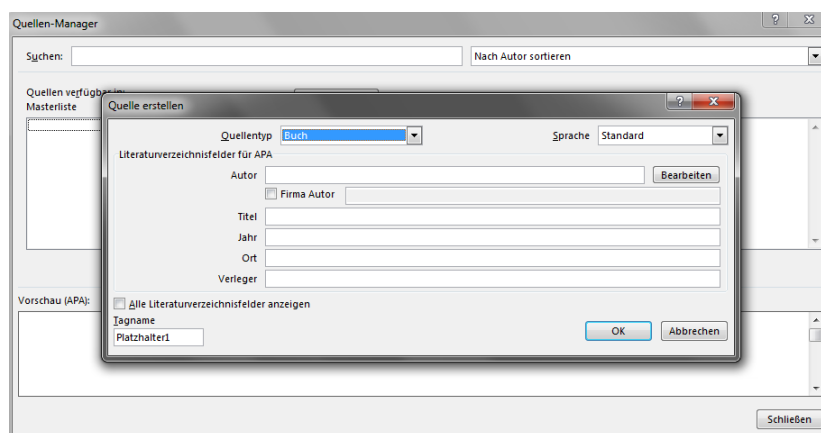 Quellen-Manager
Suchen:
Nach Autor sortieren
Quellen verfügbar in:
Masterliste
Quelle erstellen
Quellentyp Buch Sprache Standard
Literaturverzeichnisfelder für APA
Autor Bearbeiten
Firma Autor
Titel
Jahr
Ort
Verleger
Alle Literaturverzeichnisfelder anzeigen
Tagname
Platzhalter1
OK Abbrechen
Vorschau (APA):
Schließen